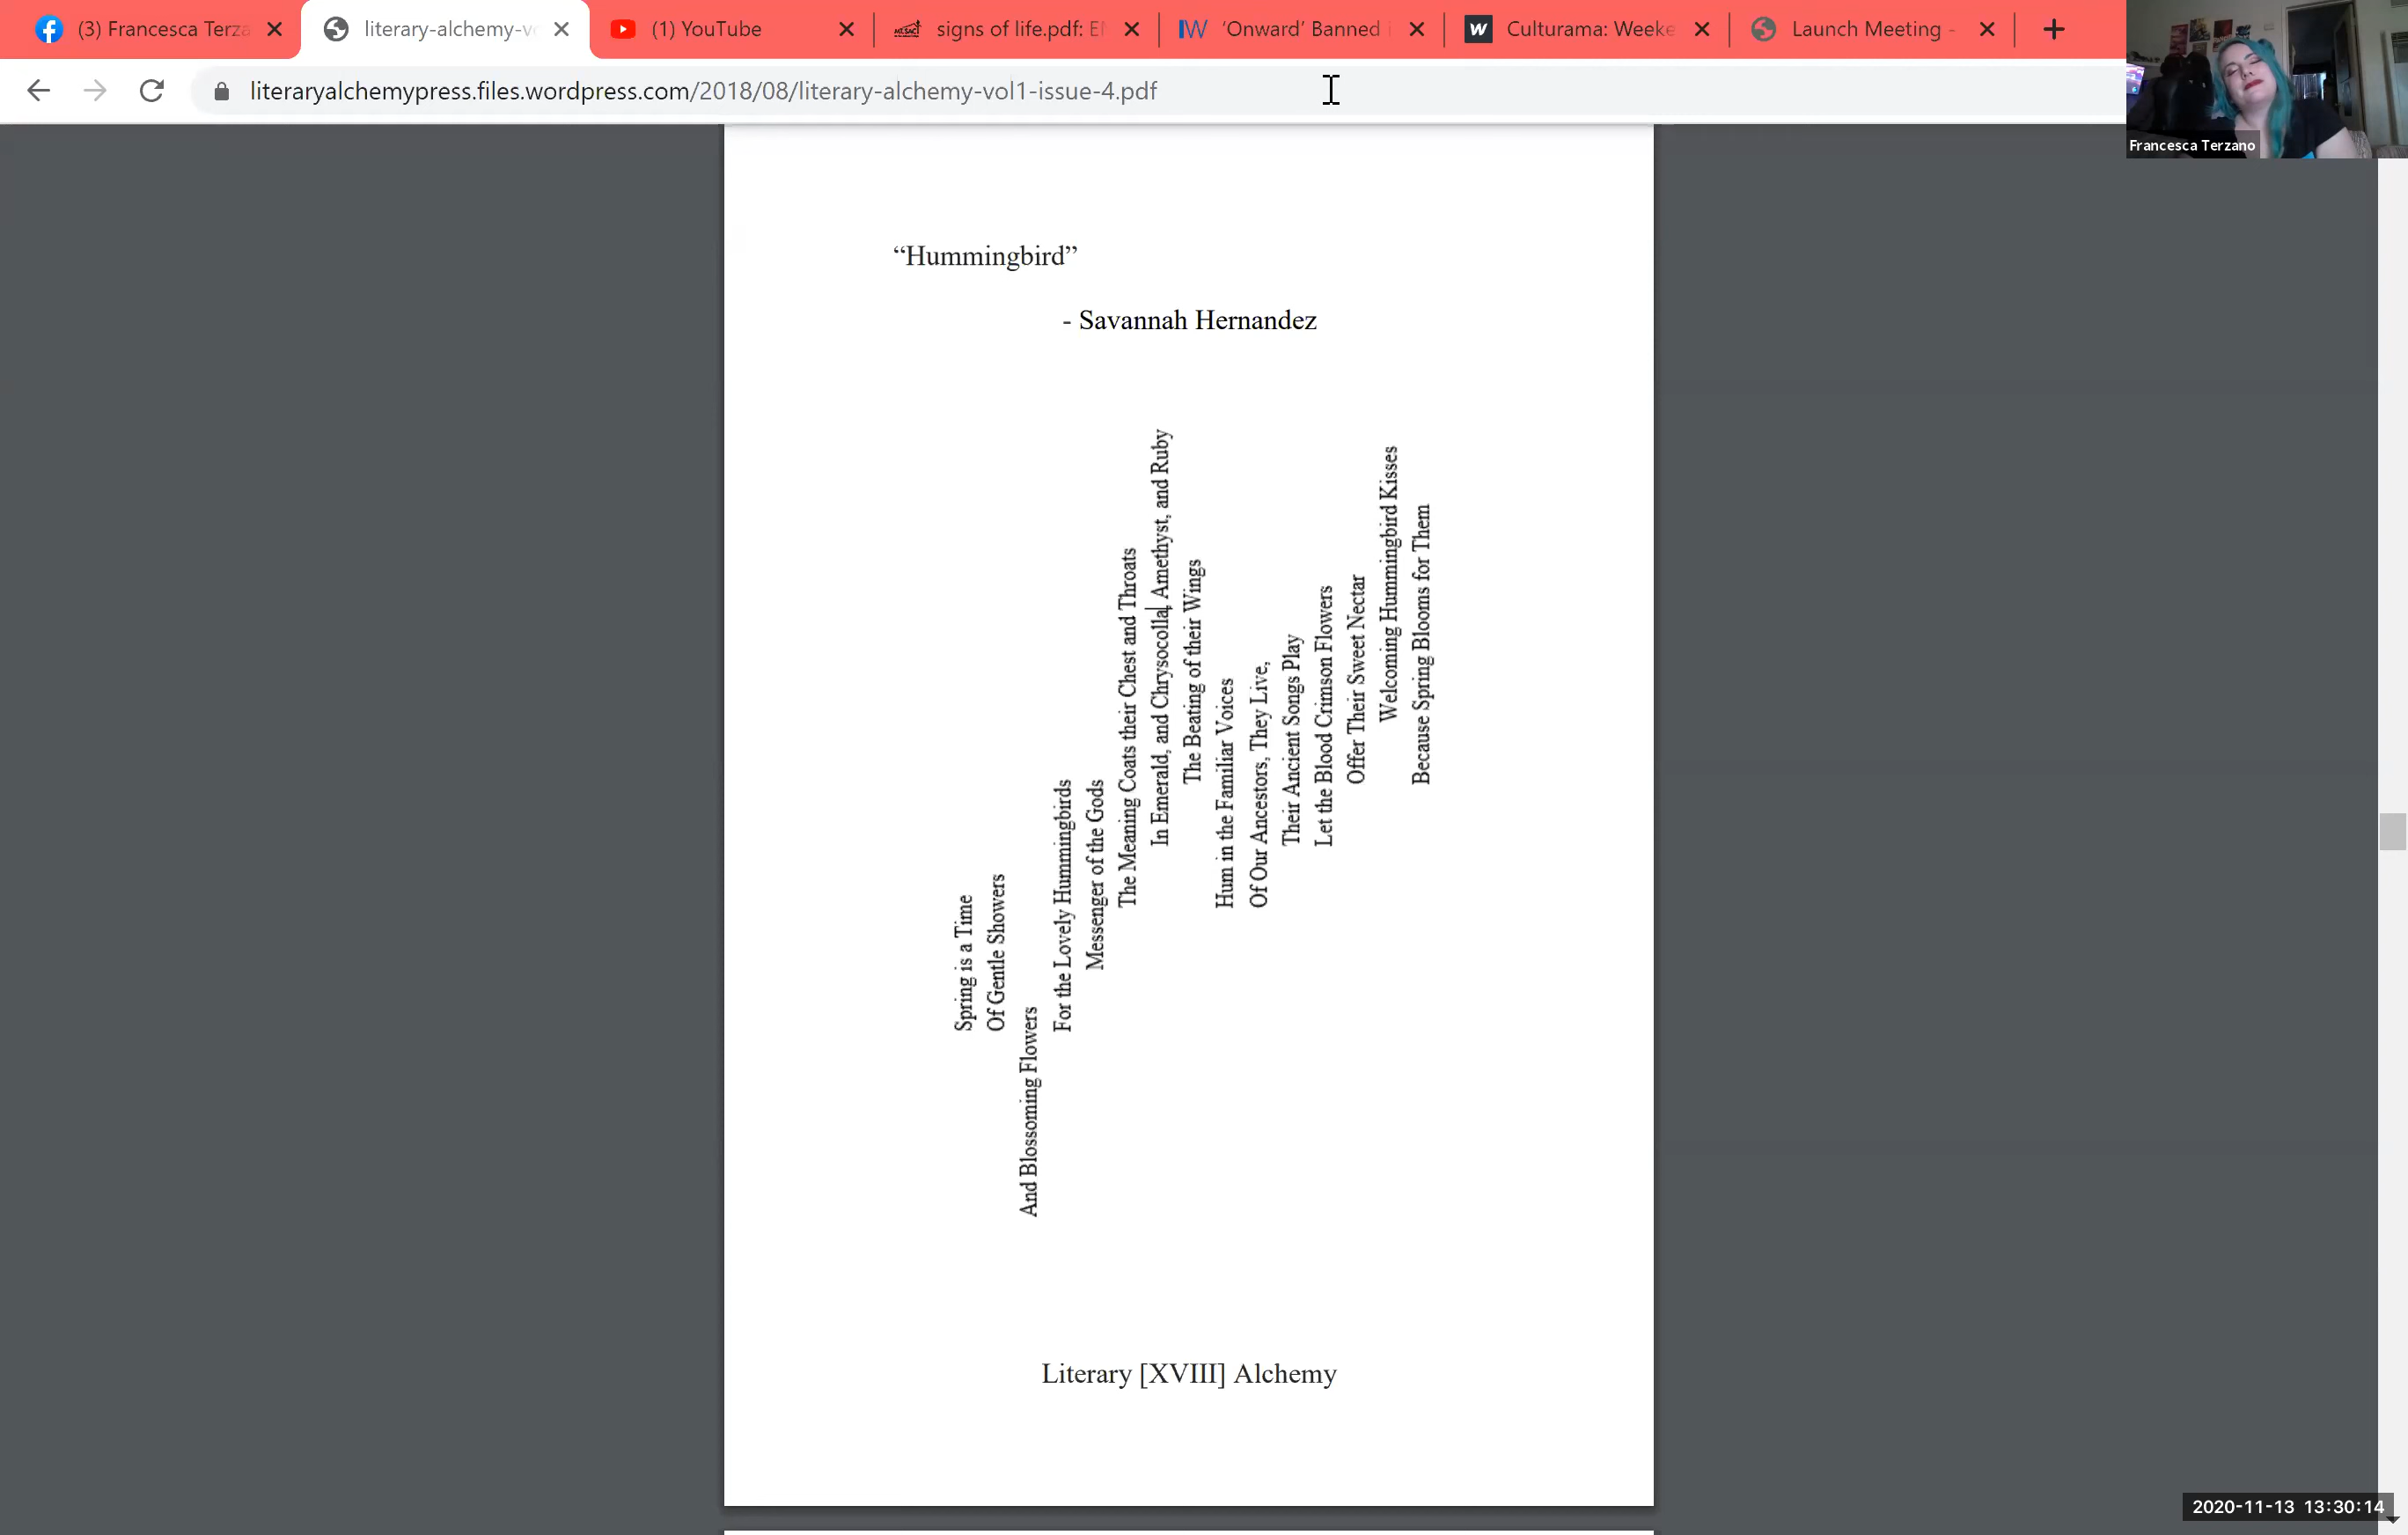 (3) Francesca Terza
literary-alchemy-vo
(1) YouTube
signs of life.pdf: EN
IW 'Onward' Banned i
W Culturama: Weeke
Launch Meeting -
literaryalchemypress.files.wordpress.com/2018/08/literary-alchemy-vol1-issue-4.pdf
Francesca Terzano
“Hummingbird”
- Savannah Hernandez
Spring is a Time
Of Gentle Showers
And Blossoming Flowers
For the Lovely Hummingbirds
Messenger of the Gods
The Meaning Coats their Chest and Throats
In Emerald, and Chrysocolla, Amethyst, and Ruby
The Beating of their Wings
Hum in the Familiar Voices
Of Our Ancestors, They Live,
Their Ancient Songs Play
Let the Blood Crimson Flowers
Offer Their Sweet Nectar
Welcoming Hummingbird Kisses
Because Spring Blooms for Them
Literary [XVIII] Alchemy
2020-11-13 13:30:14